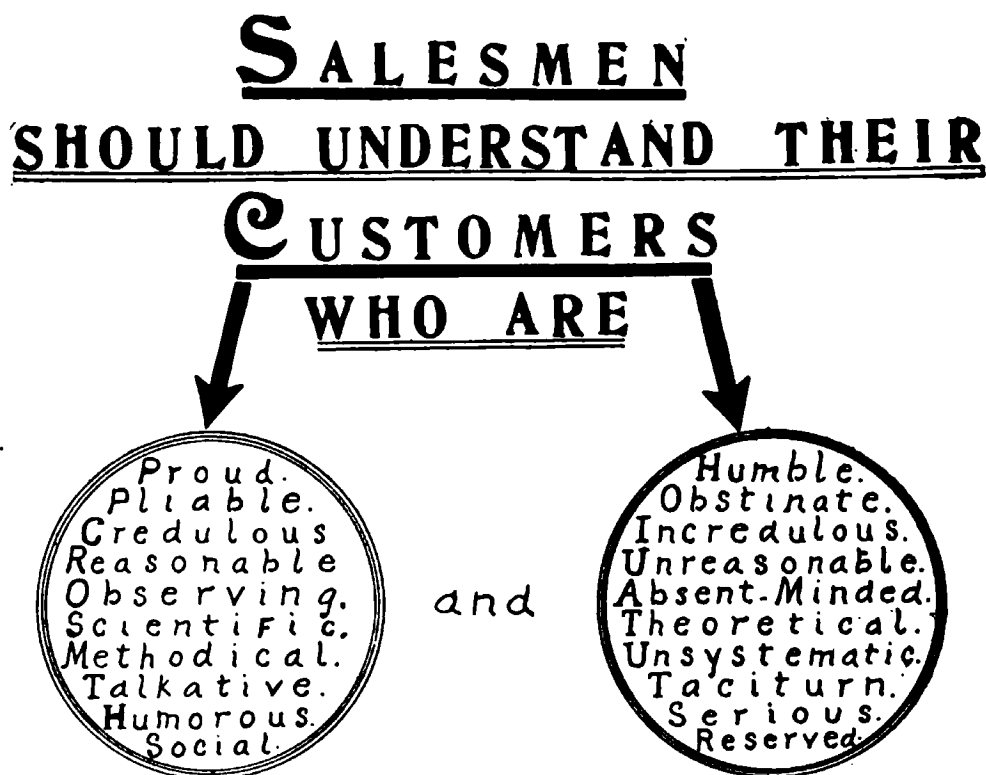 SALESMEN
SHOULD UNDERSTAND THEIR
CUSTOMERS
WHO ARE
Proud.
Pliable.
Credulous
Reasonable
Observing.
Scientific.
Methodical.
Talkative.
Humorous.
Social.
and
Humble.
Obstinate.
Incredulous.
Unreasonable.
Absent-Minded.
Theoretical.
Unsystematic.
Taciturn.
Serious.
Reserved.